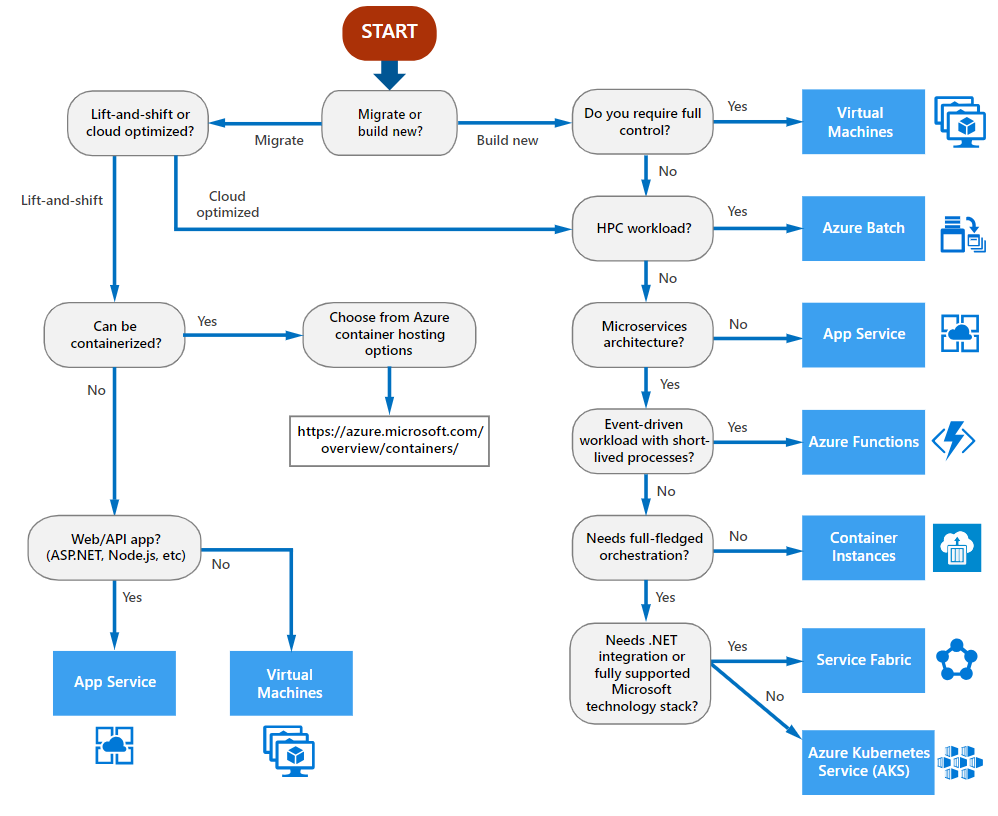 START
Migrate or
build new?
Migrate
Build new
Lift-and-shift or
cloud optimized?
Lift-and-shift
Cloud
optimized
Can be
containerized?
Yes
Choose from Azure
container hosting
options
https://azure.microsoft.com/
overview/containers/
No
Web/API app?
(ASP.NET, Node.js, etc)
No
Yes
App Service
Virtual
Machines
Do you require full
control?
Yes
Virtual
Machines
No
HPC workload?
Yes
Azure Batch
No
Microservices
architecture?
No
App Service
Yes
Event-driven
workload with short-
lived processes?
Yes
Azure Functions
No
Needs full-fledged
orchestration?
No
Container
Instances
Yes
Needs .NET
integration or
fully supported
Microsoft
technology stack?
Yes
Service Fabric
No
Azure Kubernetes
Service (AKS)